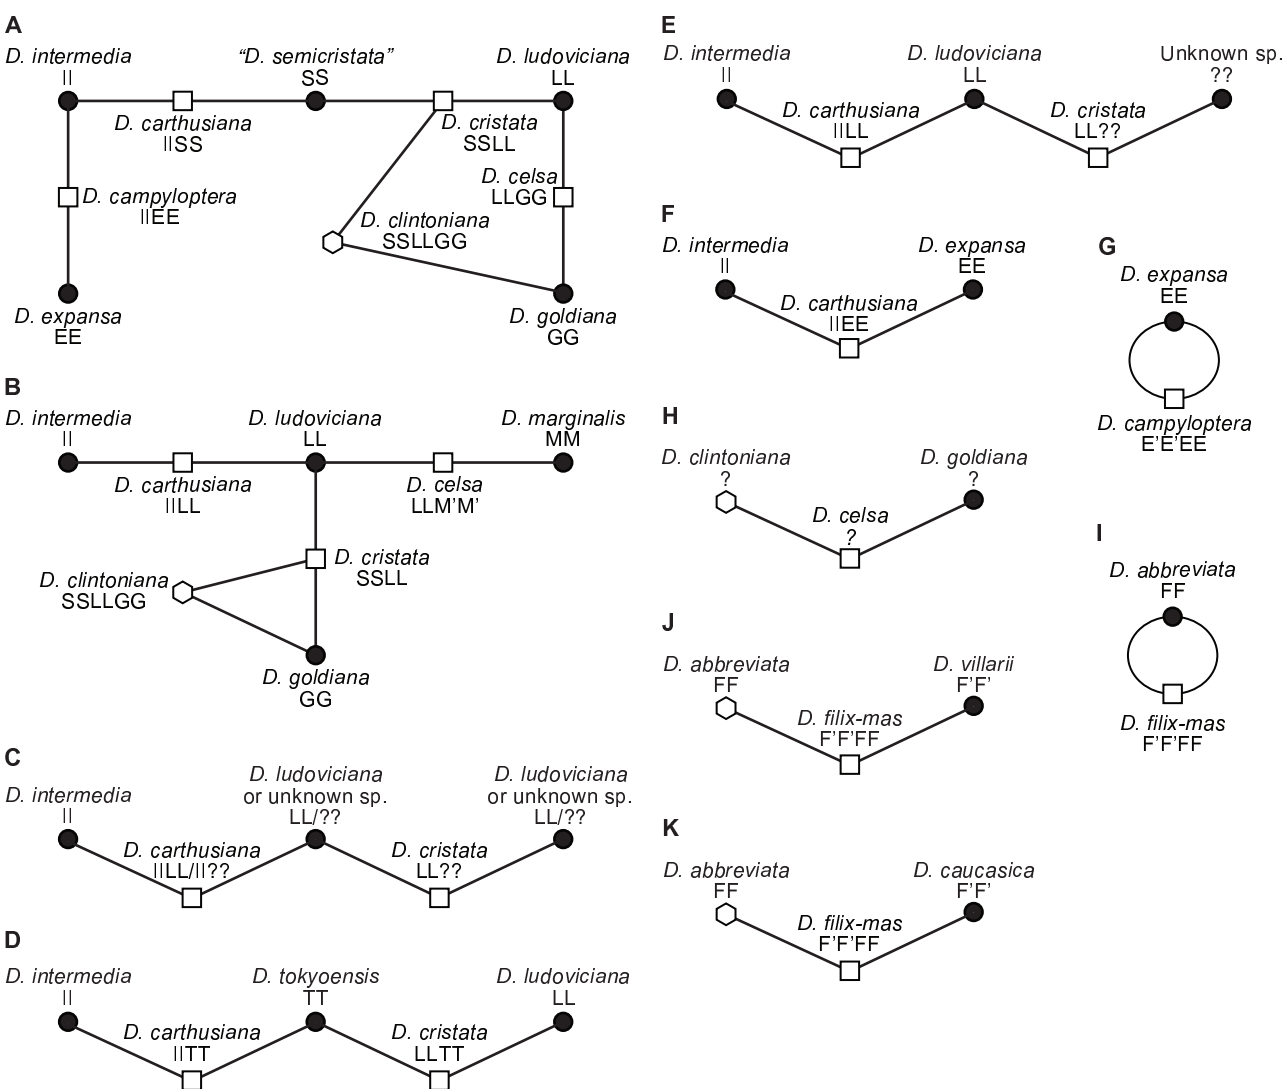 A
D. intermedia
II
“D. semicristata”
SS
D. ludoviciana
LL
D. carthusiana
IISS
D. cristata
SSLL
D. campyloptera
IIEE
D. celsa
LLGG
D. clintoniana
SSLLGG
D. expansa
EE
D. goldiana
GG
B
D. intermedia
II
D. ludoviciana
LL
D. marginalis
MM
D. carthusiana
IILL
D. celsa
LLM’M’
D. cristata
SSLL
D. clintoniana
SSLLGG
D. goldiana
GG
C
D. intermedia
II
D. ludoviciana
or unknown sp.
LL/??
D. ludoviciana
or unknown sp.
LL/??
D. carthusiana
IILL/II??
D. cristata
LL??
D
D. intermedia
II
D. tokyoensis
TT
D. ludoviciana
LL
D. carthusiana
IITT
D. cristata
LLTT
E
D. intermedia
II
D. ludoviciana
LL
Unknown sp.
??
D. carthusiana
IILL
D. cristata
LL??
F
D. intermedia
II
D. expansa
EE
D. carthusiana
IIEE
G
D. expansa
EE
D. campyloptera
E’E’EE
H
D. clintoniana
?
D. goldiana
?
D. celsa
?
I
D. abbreviata
FF
D. filix-mas
F’F’FF
J
D. abbreviata
FF
D. villarii
F’F’
D. filix-mas
F’F’FF
K
D. abbreviata
FF
D. caucasica
F’F’
D. filix-mas
F’F’FF